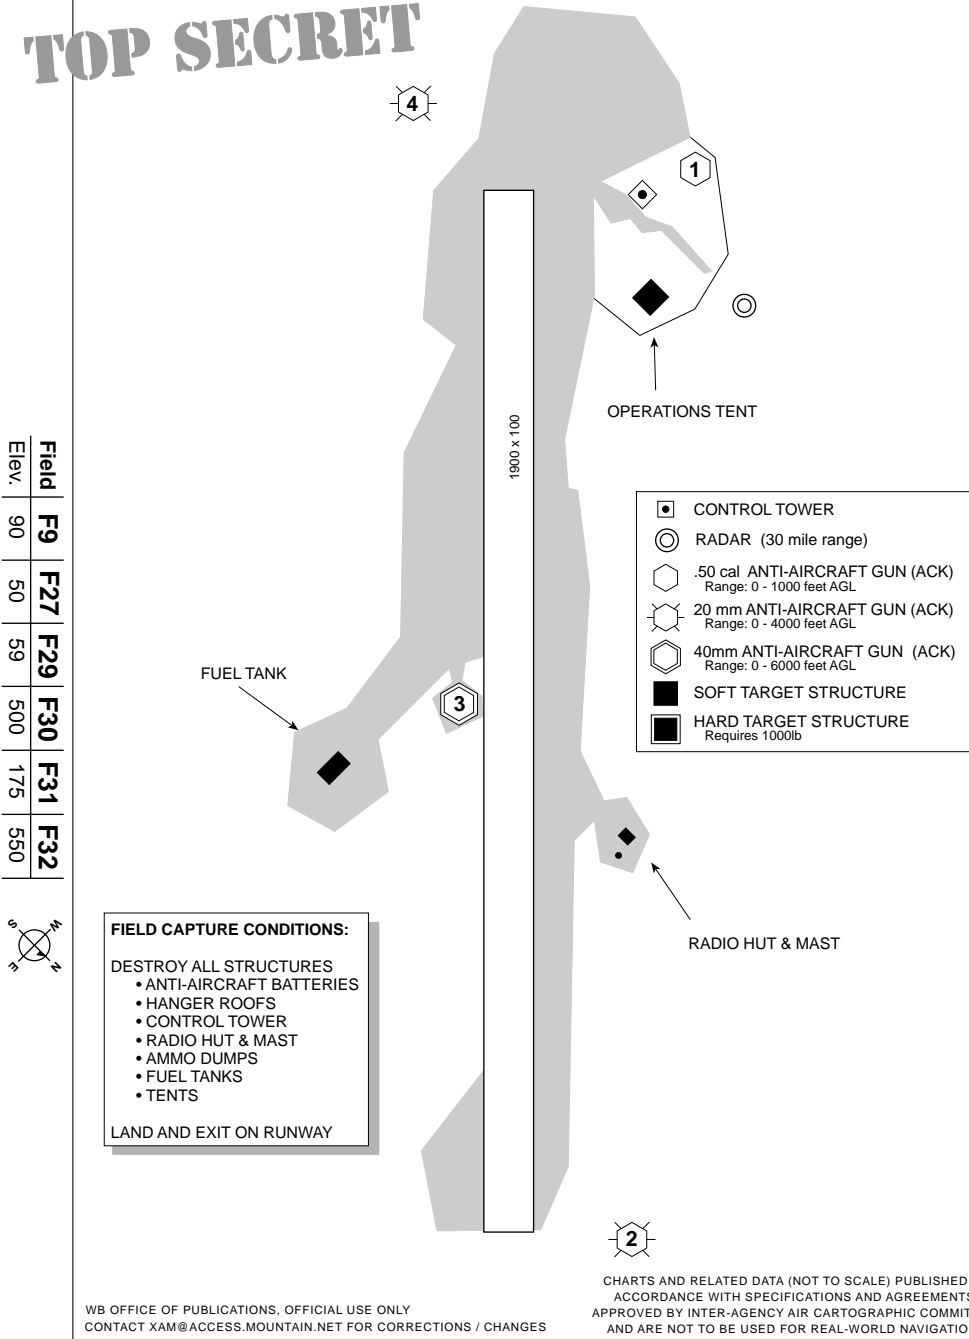 TOP SECRET
4
1
OPERATIONS TENT
1900 x 100
CONTROL TOWER
RADAR (30 mile range)
.50 cal ANTI-AIRCRAFT GUN (ACK)
Range: 0 - 1000 feet AGL
20 mm ANTI-AIRCRAFT GUN (ACK)
Range: 0 - 4000 feet AGL
40mm ANTI-AIRCRAFT GUN (ACK)
Range: 0 - 6000 feet AGL
SOFT TARGET STRUCTURE
HARD TARGET STRUCTURE
Requires 1000lb
Field F9 F27 F29 F30 F31 F32
Elev. 90 50 59 500 175 550
S W
E N
FUEL TANK
3
RADIO HUT & MAST
FIELD CAPTURE CONDITIONS:
DESTROY ALL STRUCTURES
• ANTI-AIRCRAFT BATTERIES
• HANGER ROOFS
• CONTROL TOWER
• RADIO HUT & MAST
• AMMO DUMPS
• FUEL TANKS
• TENTS
LAND AND EXIT ON RUNWAY
2
WB OFFICE OF PUBLICATIONS, OFFICIAL USE ONLY
CONTACT XAM@ACCESS.MOUNTAIN.NET FOR CORRECTIONS / CHANGES
CHARTS AND RELATED DATA (NOT TO SCALE) PUBLISHED
ACCORDANCE WITH SPECIFICATIONS AND AGREEMENTS
APPROVED BY INTER-AGENCY AIR CARTOGRAPHIC COMMIT
AND ARE NOT TO BE USED FOR REAL-WORLD NAVIGATIO